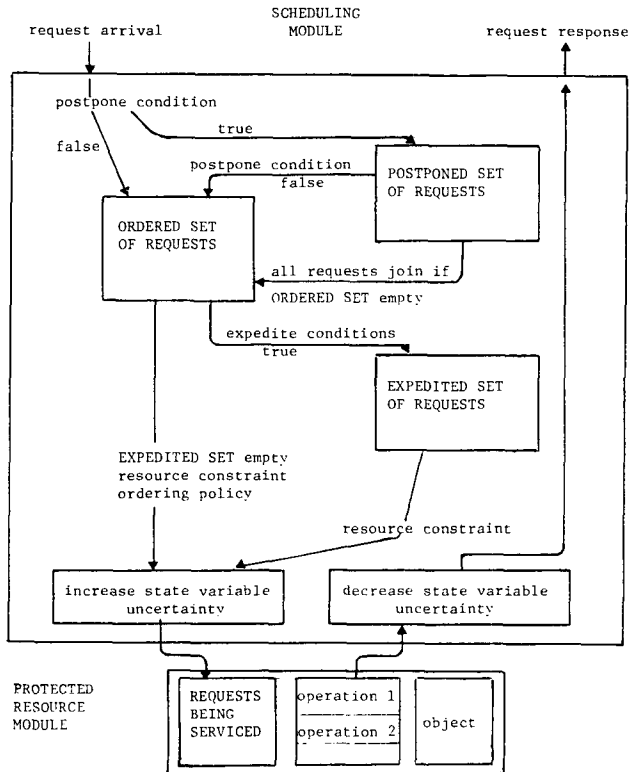 SCHEDULING
MODULE
request arrival
request response
postpone condition
true
false
postpone condition
false
POSTPONED SET
OF REQUESTS
ORDERED SET
OF REQUESTS
all requests join if
ORDERED SET empty
expedite conditions
true
EXPEDITED SET
OF REQUESTS
EXPEDITED SET empty
resource constraint
ordering policy
resource constraint
increase state variable
uncertainty
decrease state variable
uncertainty
PROTECTED
RESOURCE
MODULE
REQUESTS
BEING
SERVICED
operation 1
operation 2
object